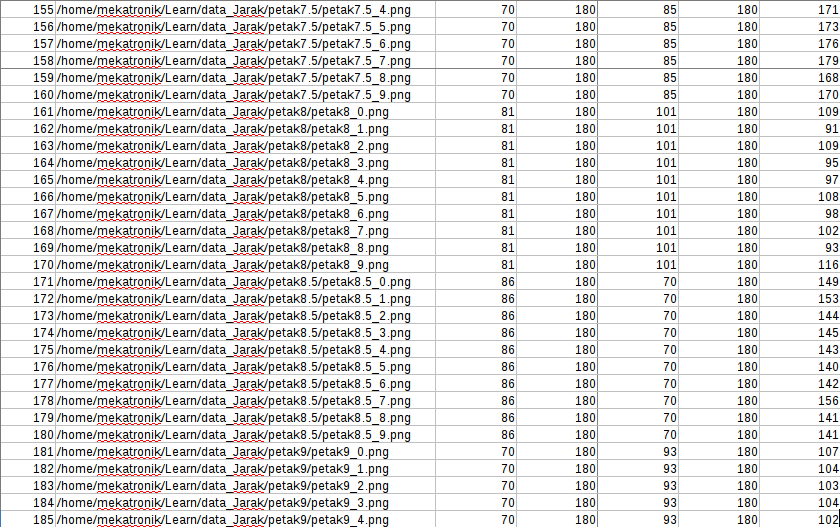 155 /home/mekatronik/Learn/data_Jarak/petak7.5/petak7.5_4.png 70 180 85 180 171
156 /home/mekatronik/Learn/data_Jarak/petak7.5/petak7.5_5.png 70 180 85 180 173
157 /home/mekatronik/Learn/data_Jarak/petak7.5/petak7.5_6.png 70 180 85 180 176
158 /home/mekatronik/Learn/data_Jarak/petak7.5/petak7.5_7.png 70 180 85 180 179
159 /home/mekatronik/Learn/data_Jarak/petak7.5/petak7.5_8.png 70 180 85 180 168
160 /home/mekatronik/Learn/data_Jarak/petak7.5/petak7.5_9.png 70 180 85 180 170
161 /home/mekatronik/Learn/data_Jarak/petak8/petak8_0.png 81 180 101 180 109
162 /home/mekatronik/Learn/data_Jarak/petak8/petak8_1.png 81 180 101 180 91
163 /home/mekatronik/Learn/data_Jarak/petak8/petak8_2.png 81 180 101 180 109
164 /home/mekatronik/Learn/data_Jarak/petak8/petak8_3.png 81 180 101 180 95
165 /home/mekatronik/Learn/data_Jarak/petak8/petak8_4.png 81 180 101 180 97
166 /home/mekatronik/Learn/data_Jarak/petak8/petak8_5.png 81 180 101 180 108
167 /home/mekatronik/Learn/data_Jarak/petak8/petak8_6.png 81 180 101 180 98
168 /home/mekatronik/Learn/data_Jarak/petak8/petak8_7.png 81 180 101 180 102
169 /home/mekatronik/Learn/data_Jarak/petak8/petak8_8.png 81 180 101 180 93
170 /home/mekatronik/Learn/data_Jarak/petak8/petak8_9.png 81 180 101 180 116
171 /home/mekatronik/Learn/data_Jarak/petak8.5/petak8.5_0.png 86 180 70 180 149
172 /home/mekatronik/Learn/data_Jarak/petak8.5/petak8.5_1.png 86 180 70 180 153
173 /home/mekatronik/Learn/data_Jarak/petak8.5/petak8.5_2.png 86 180 70 180 144
174 /home/mekatronik/Learn/data_Jarak/petak8.5/petak8.5_3.png 86 180 70 180 145
175 /home/mekatronik/Learn/data_Jarak/petak8.5/petak8.5_4.png 86 180 70 180 143
176 /home/mekatronik/Learn/data_Jarak/petak8.5/petak8.5_5.png 86 180 70 180 140
177 /home/mekatronik/Learn/data_Jarak/petak8.5/petak8.5_6.png 86 180 70 180 142
178 /home/mekatronik/Learn/data_Jarak/petak8.5/petak8.5_7.png 86 180 70 180 156
179 /home/mekatronik/Learn/data_Jarak/petak8.5/petak8.5_8.png 86 180 70 180 141
180 /home/mekatronik/Learn/data_Jarak/petak8.5/petak8.5_9.png 86 180 70 180 141
181 /home/mekatronik/Learn/data_Jarak/petak9/petak9_0.png 70 180 93 180 107
182 /home/mekatronik/Learn/data_Jarak/petak9/petak9_1.png 70 180 93 180 104
183 /home/mekatronik/Learn/data_Jarak/petak9/petak9_2.png 70 180 93 180 103
184 /home/mekatronik/Learn/data_Jarak/petak9/petak9_3.png 70 180 93 180 104
185 /home/mekatronik/Learn/data_Jarak/petak9/petak9_4.png 70 180 93 180 102